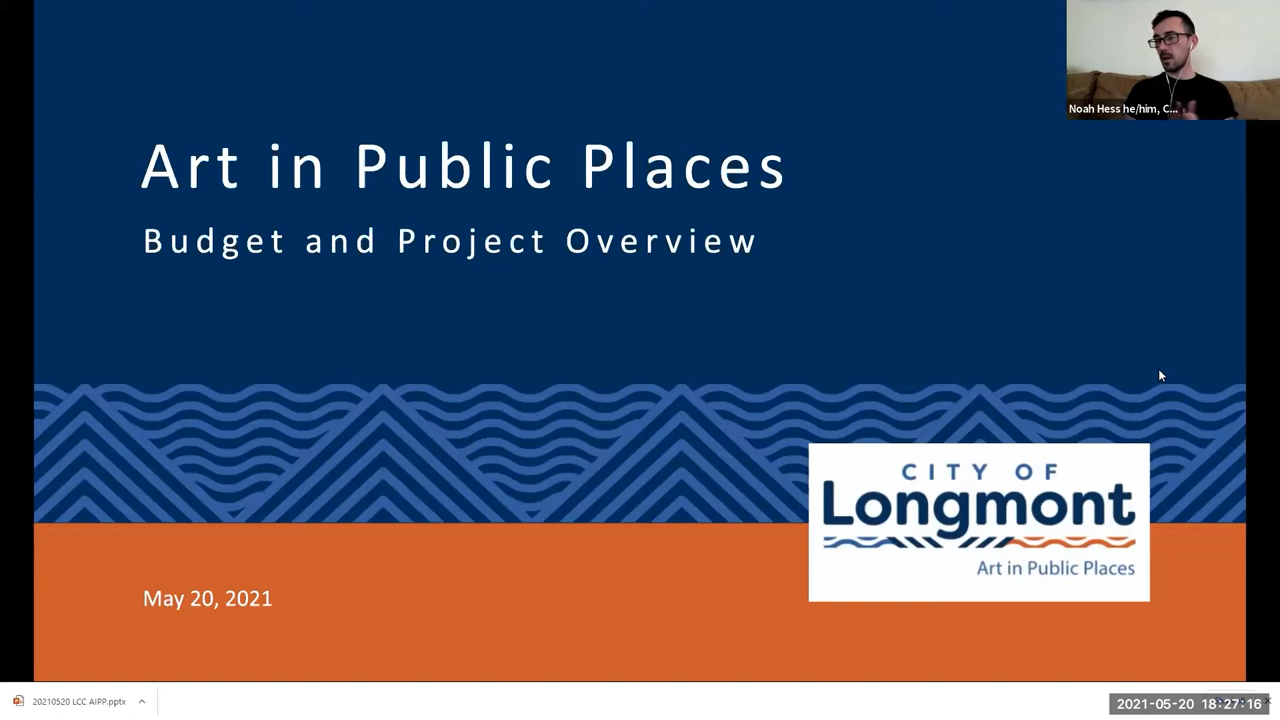 Noah Hess he/him, C...
Art in Public Places
Budget and Project Overview
CITY OF
Longmont
Art in Public Places
May 20, 2021
20210520 LCC AIPP.pptx
2021-05-20 18:27:16